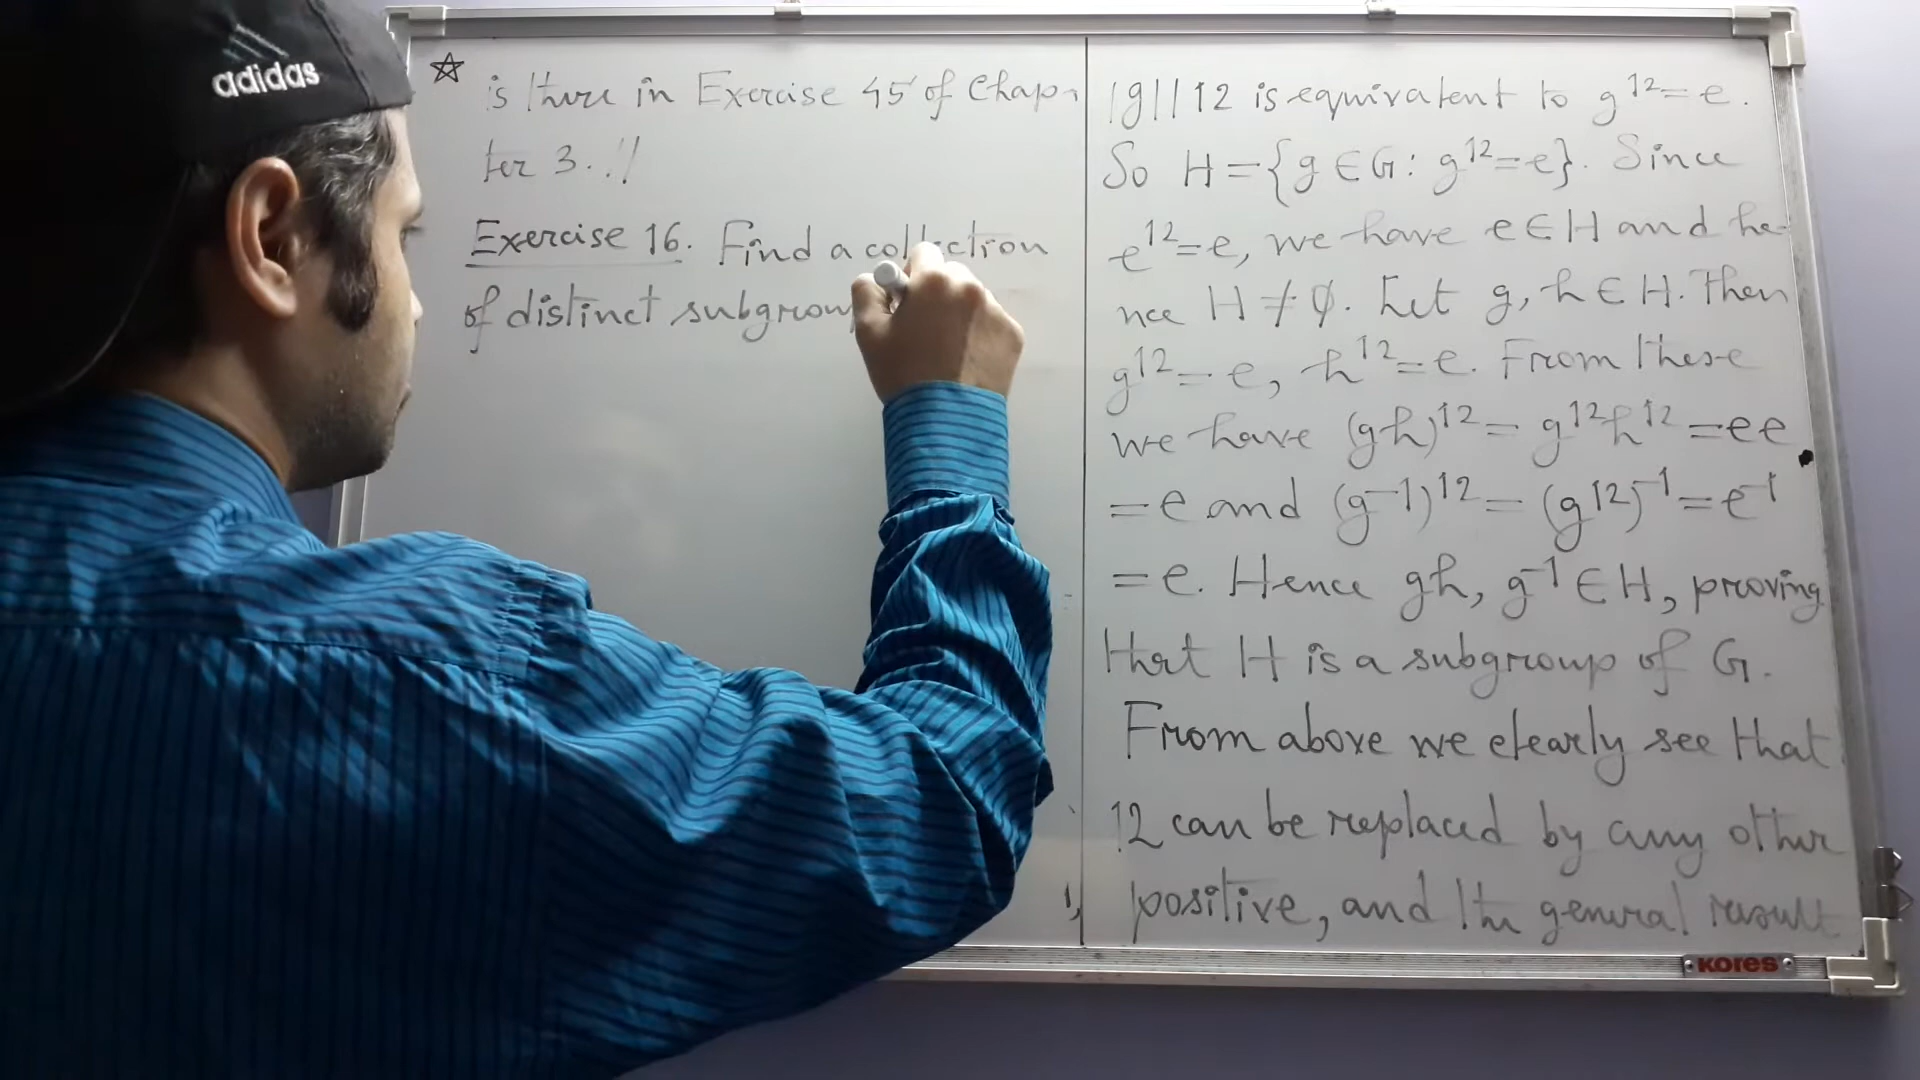 adidas
☆ is there in Exercise 45 of Chap-
ter 3..!!
Exercise 16. Find a collection
of distinct subgroup
|g||12 is equivalent to g^12=e.
So H={g∈G: g^12=e}. Since
e^12=e, we have e∈H and he-
nce H≠∅. Let g,h∈H. Then
g^12=e, h^12=e. From these
we have (gh)^12=g^12h^12=ee
=e and (g^-1)^12=(g^12)^-1=e^-1
=e. Hence gh, g^-1∈H, proving
that H is a subgroup of G.
From above we clearly see that
12 can be replaced by any other
positive, and the general result
KORES